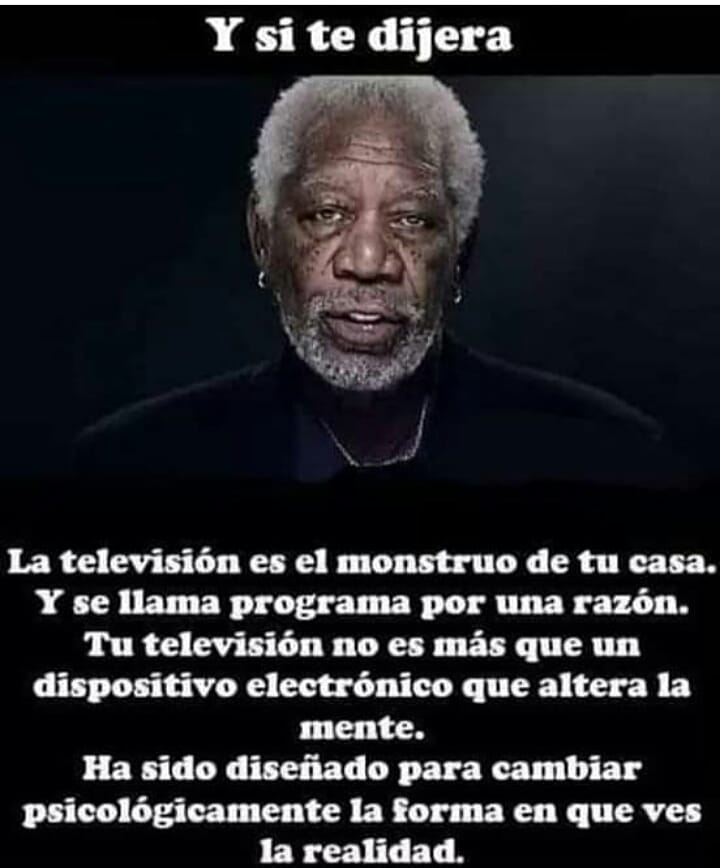 Y si te dijera
La televisión es el monstruo de tu casa.
Y se llama programa por una razón.
Tu televisión no es más que un
dispositivo electrónico que altera la
mente.
Ha sido diseñado para cambiar
psicológicamente la forma en que ves
la realidad.